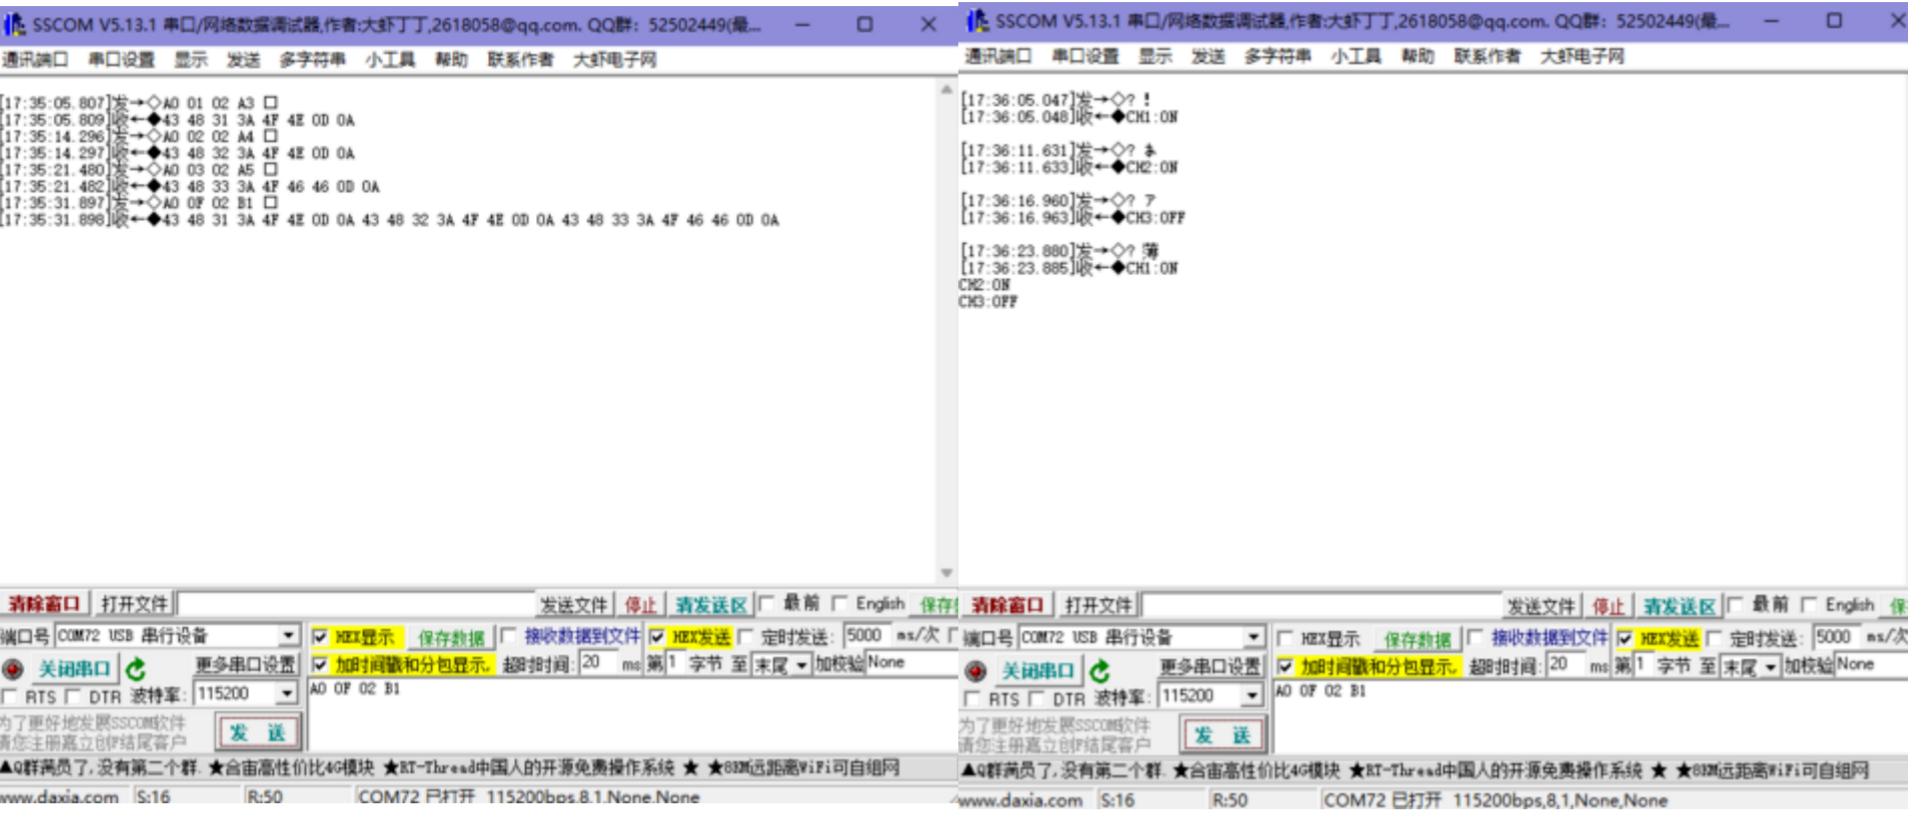 SSCOM V5.13.1 串口/网络数据调试器,作者:大虾丁丁,2618058@qq.com. QQ群: 52502449(最...
通讯端口 串口设置 显示 发送 多字符串 小工具 帮助 联系作者 大虾电子网
[17:35:05.807]发→◇A0 01 02 A3 □
[17:35:05.809]收←◆43 48 31 3A 4F 4E 0D 0A
[17:35:14.296]发→◇A0 02 02 A4 □
[17:35:14.297]收←◆43 48 32 3A 4F 4E 0D 0A
[17:35:21.480]发→◇A0 03 02 A5 □
[17:35:21.482]收←◆43 48 33 3A 4F 46 46 0D 0A
[17:35:31.897]发→◇A0 0F 02 B1 □
[17:35:31.898]收←◆43 48 31 3A 4F 4E 0D 0A 43 48 32 3A 4F 4E 0D 0A 43 48 33 3A 4F 46 46 0D 0A
清除窗口 打开文件 发送文件 停止 清发送区 最前 English 保存
端口号 COM72 USB 串行设备 HEX显示 保存数据 接收数据到文件 HEX发送 定时发送: 5000 ms/次
关闭串口 更多串口设置 加时间戳和分包显示, 超时时间: 20 ms 第1 字节 至 末尾 加校验None
RTS DTR 波特率: 115200 A0 0F 02 B1
为了更好地发展SSCOM软件
请您注册嘉立创F结尾客户
发 送
▲Q群满员了,没有第二个群. ★合宙高性价比4G模块 ★RT-Thread中国人的开源免费操作系统 ★ ★8KM远距离WiFi可自组网
www.daxia.com S:16 R:50 COM72 已打开 115200bps,8,1,None,None
SSCOM V5.13.1 串口/网络数据调试器,作者:大虾丁丁,2618058@qq.com. QQ群: 52502449(最...
通讯端口 串口设置 显示 发送 多字符串 小工具 帮助 联系作者 大虾电子网
[17:36:05.047]发→◇? !
[17:36:05.048]收←◆CH1:ON
[17:36:11.631]发→◇?
[17:36:11.633]收←◆CH2:ON
[17:36:16.960]发→◇? ア
[17:36:16.963]收←◆CH3:OFF
[17:36:23.880]发→◇? 薄
[17:36:23.885]收←◆CH1:ON
CH2:ON
CH3:OFF
清除窗口 打开文件 发送文件 停止 清发送区 最前 English 保
端口号 COM72 USB 串行设备 HEX显示 保存数据 接收数据到文件 HEX发送 定时发送: 5000 ms/次
关闭串口 更多串口设置 加时间戳和分包显示, 超时时间: 20 ms 第1 字节 至 末尾 加校验None
RTS DTR 波特率: 115200 A0 0F 02 B1
为了更好地发展SSCOM软件
请您注册嘉立创F结尾客户
发 送
▲Q群满员了,没有第二个群. ★合宙高性价比4G模块 ★RT-Thread中国人的开源免费操作系统 ★ ★8KM远距离WiFi可自组网
www.daxia.com S:16 R:50 COM72 已打开 115200bps,8,1,None,None